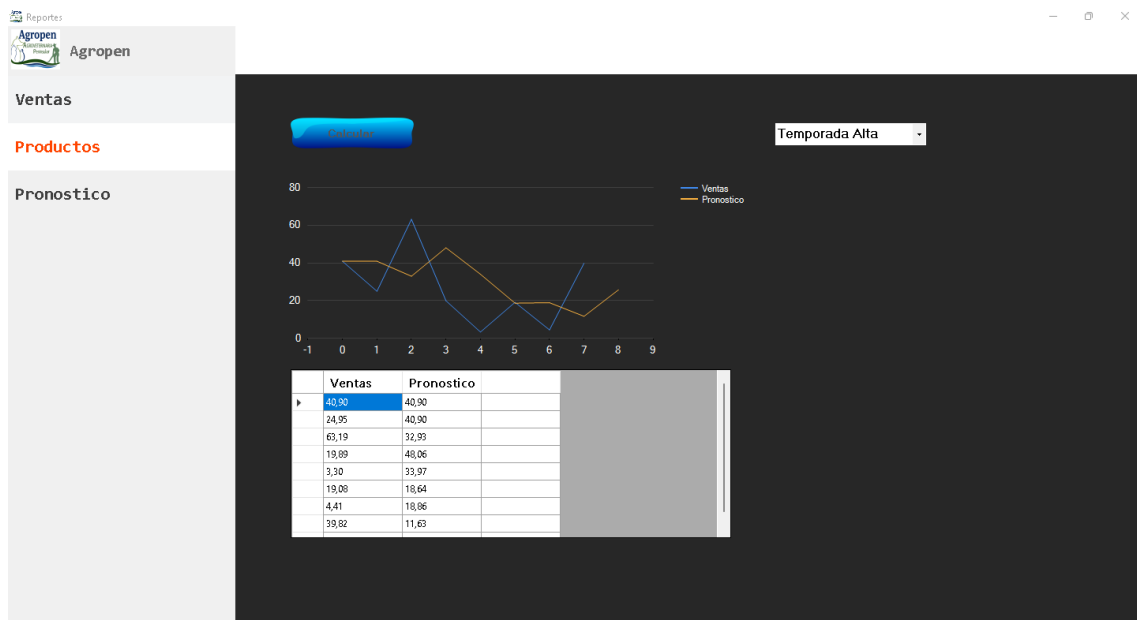 Reportes
Agropen
Agropen
Ventas
Productos
Pronostico
Calcular
Temporada Alta
80
60
40
20
0
-1 0 1 2 3 4 5 6 7 8 9
Ventas
Pronostico
Ventas Pronostico
40,90 40,90
24,95 40,90
63,19 32,93
19,89 48,06
3,30 33,97
19,08 18,64
4,41 18,86
39,82 11,63